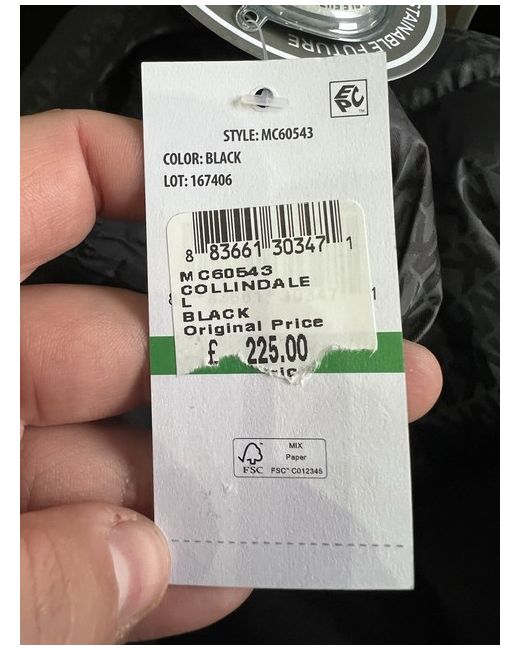 SUSTAINABLE FUTURE
EPC
STYLE: MC60543
COLOR: BLACK
LOT: 167406
8 83661 30347 1
MC60543
COLLINDALE
L
BLACK
Original Price
£ 225.00
MIX
Paper
FSC™ C012345
FSC